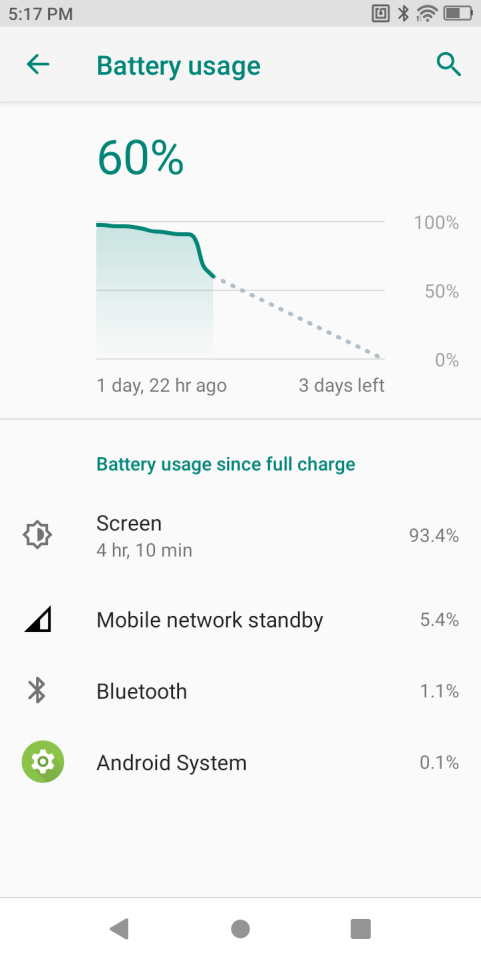 5:17 PM
Battery usage
60%
100%
50%
0%
1 day, 22 hr ago 3 days left
Battery usage since full charge
Screen
4 hr, 10 min
93.4%
Mobile network standby 5.4%
Bluetooth 1.1%
Android System 0.1%